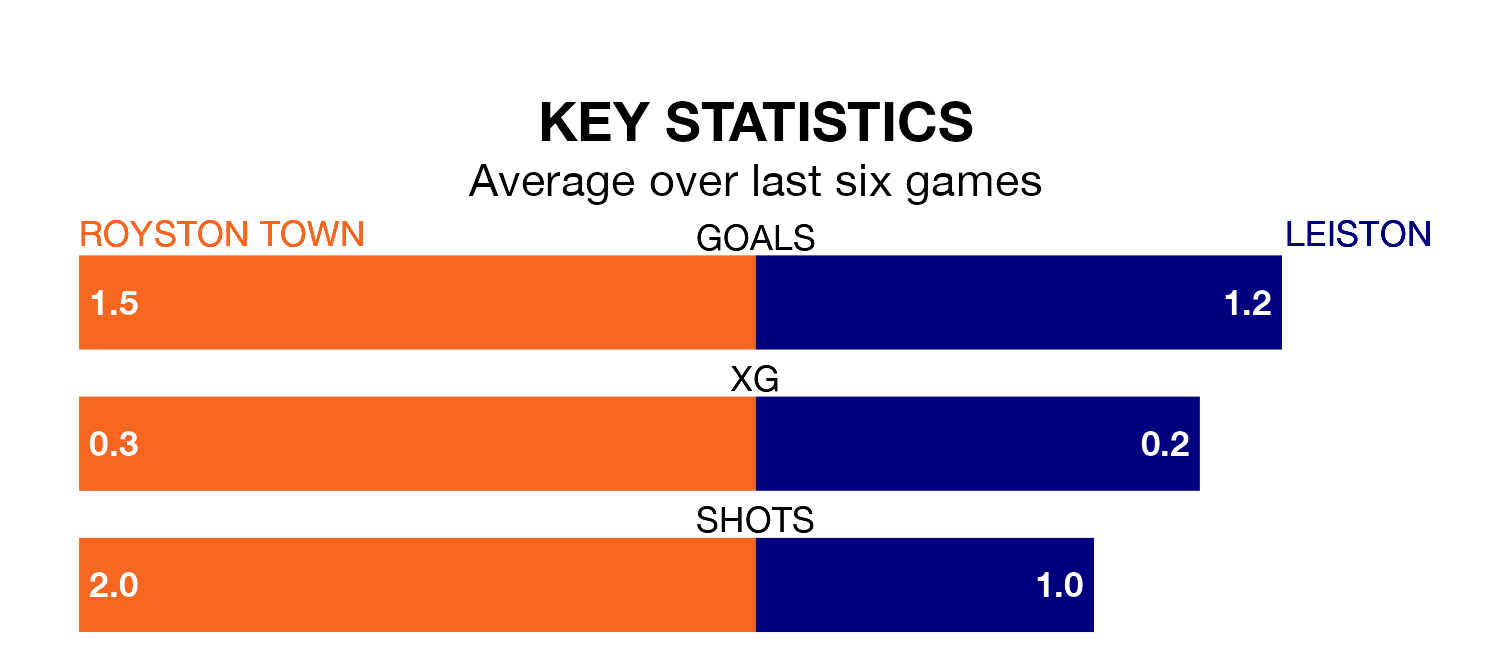 KEY STATISTICS
Average over last six games
ROYSTON TOWN GOALS LEISTON
1.5 1.2
XG
0.3 0.2
SHOTS
2.0 1.0